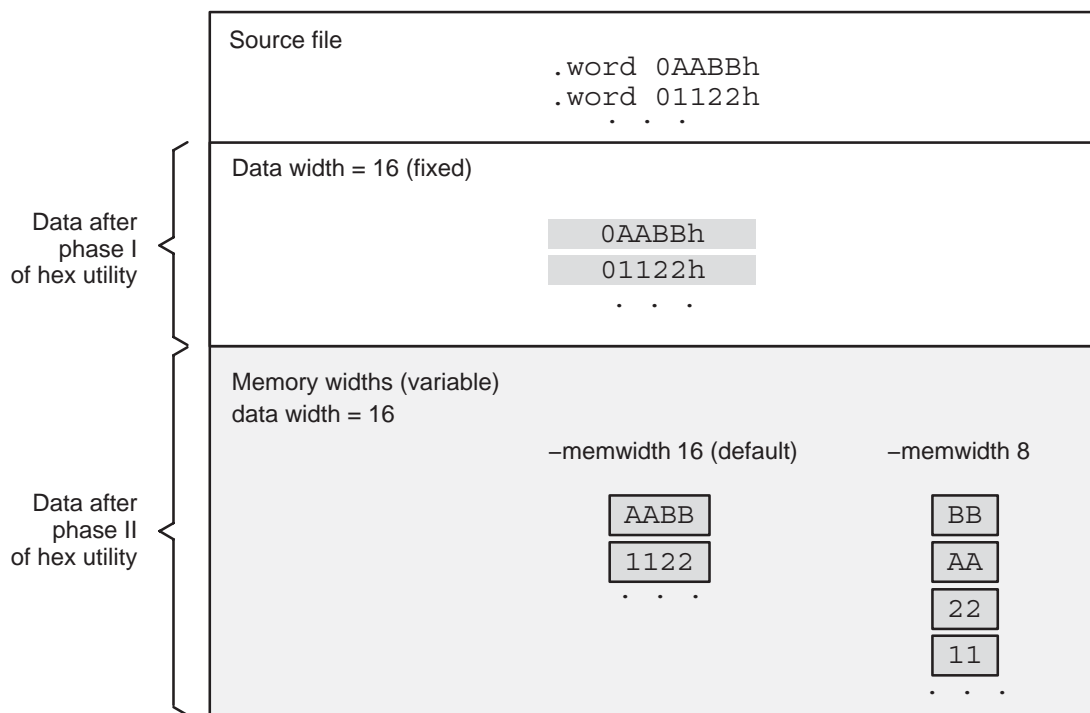 Source file
.word 0AABBh
.word 01122h
. . .
Data width = 16 (fixed)
Data after
phase I
of hex utility
0AABBh
01122h
. . .
Memory widths (variable)
data width = 16
–memwidth 16 (default)
–memwidth 8
Data after
phase II
of hex utility
AABB
1122
. . .
BB
AA
22
11
. . .